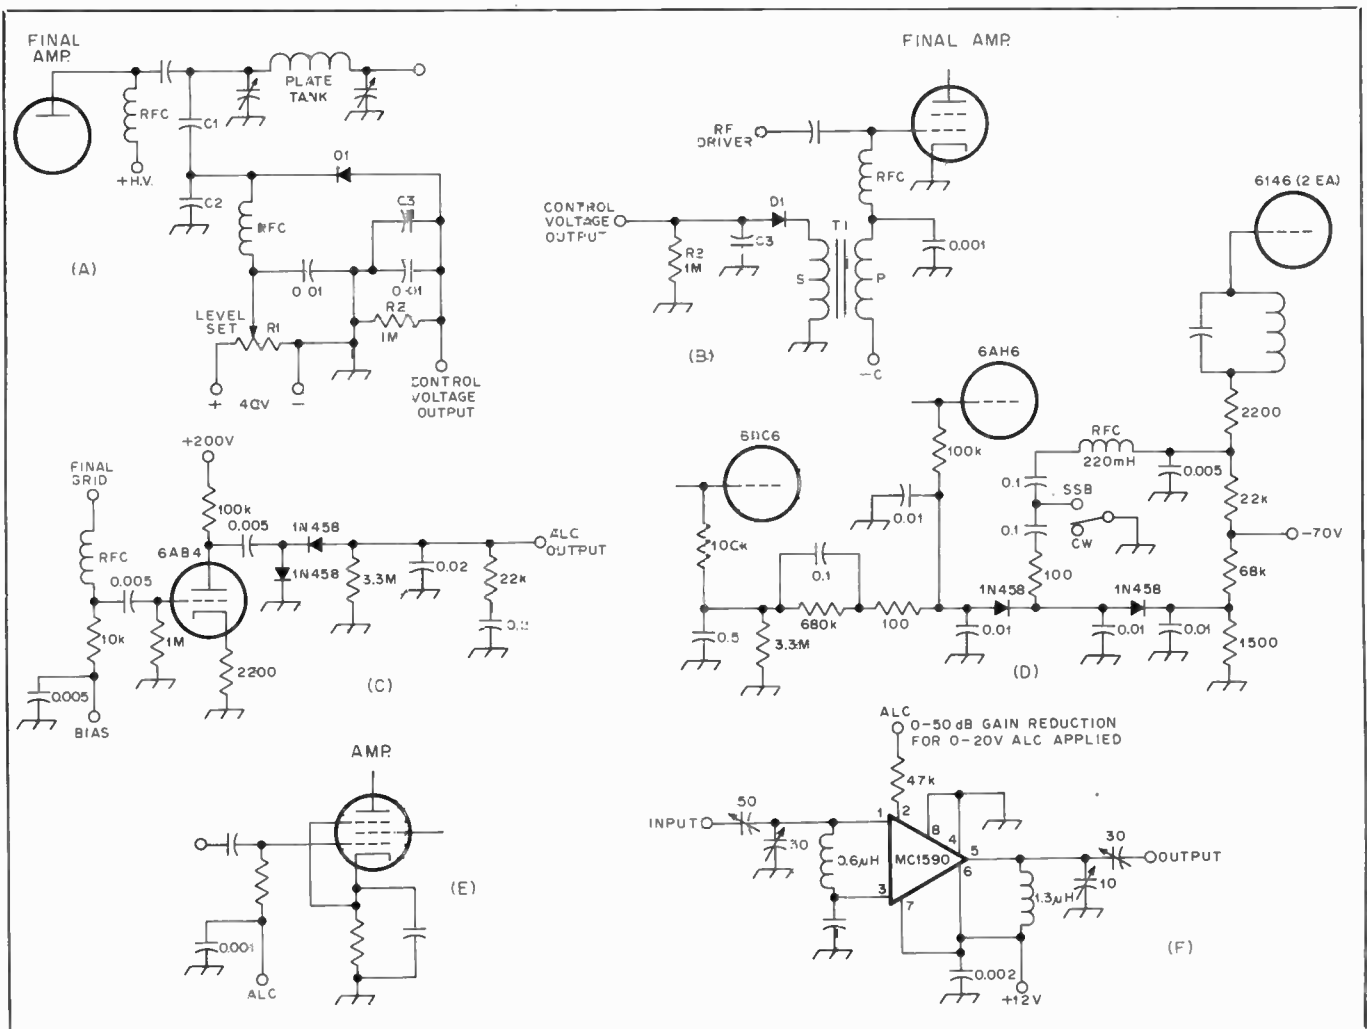 FINAL
AMP.
RFC
+H.V.
C1
C2
PLATE
TANK
D1
C3
RFC
(A)
0.01
0.01
R2
1M
LEVEL
SET
R1
+ 40V −
CONTROL
VOLTAGE
OUTPUT
FINAL AMP.
RF
DRIVER
RFC
CONTROL
VOLTAGE
OUTPUT
D1
T1
R2
1M
C3
S
P
0.001
(B)
−C
+200V
FINAL
GRID
100k
0.005
1N458
RFC
6AB4
0.005
1N458
ALC
OUTPUT
3.3M
0.02
22k
10k
1M
2200
0.005
BIAS
(C)
6146 (2 EA.)
6AH6
2200
RFC
220mH
0.005
100k
6DC6
0.1
SSB
22k
0.01
0.1
CW
−70V
100k
0.1
100
68k
1N458
1N458
680k
100
0.5
3.3M
0.01
0.01
0.01
1500
(D)
AMP.
(E)
0.001
ALC
ALC
0-50 dB GAIN REDUCTION
FOR 0-20V ALC APPLIED
47k
50
INPUT
1
2
8
4
5
30
30
0.6µH
MC1590
6
OUTPUT
3
7
1.3µH
10
0.002
+12V
(F)